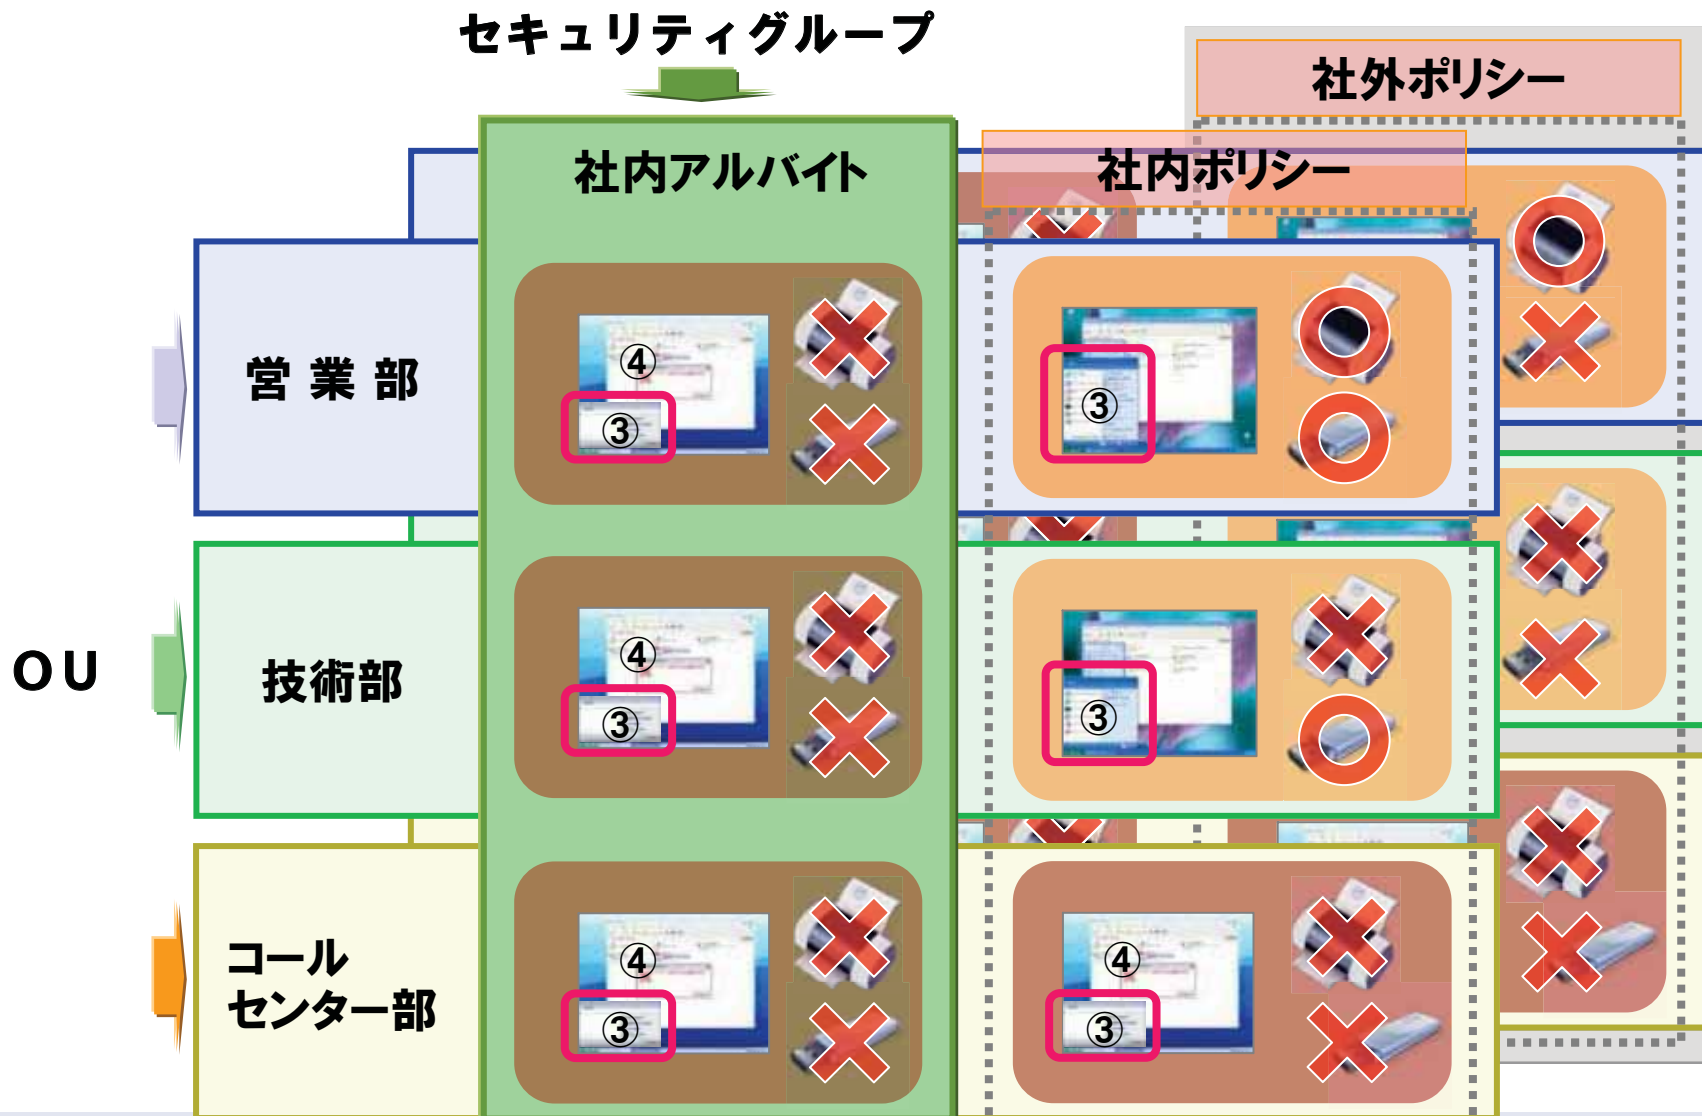 セキュリティグループ
社外ポリシー
社内アルバイト
社内ポリシー
営業部
④
③
③
OU
技術部
④
③
③
コール
センター部
④
③
④
③